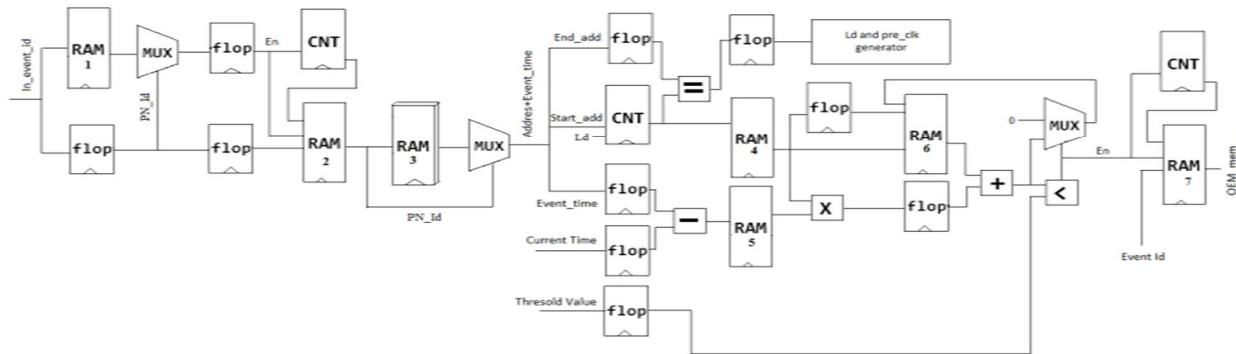 In_event_id
RAM
1
MUX
flop
En
CNT
PN_Id
flop
flop
RAM
2
RAM
3
MUX
PN_Id
Addres+Event_time
End_add
flop
flop
Ld and pre_clk
generator
=
Start_add
CNT
Ld
RAM
4
flop
RAM
6
0
MUX
CNT
En
RAM
7
OEM_mem
Event_time
flop
-
RAM
5
X
flop
+
<
Current Time
flop
Event Id
Thresold Value
flop